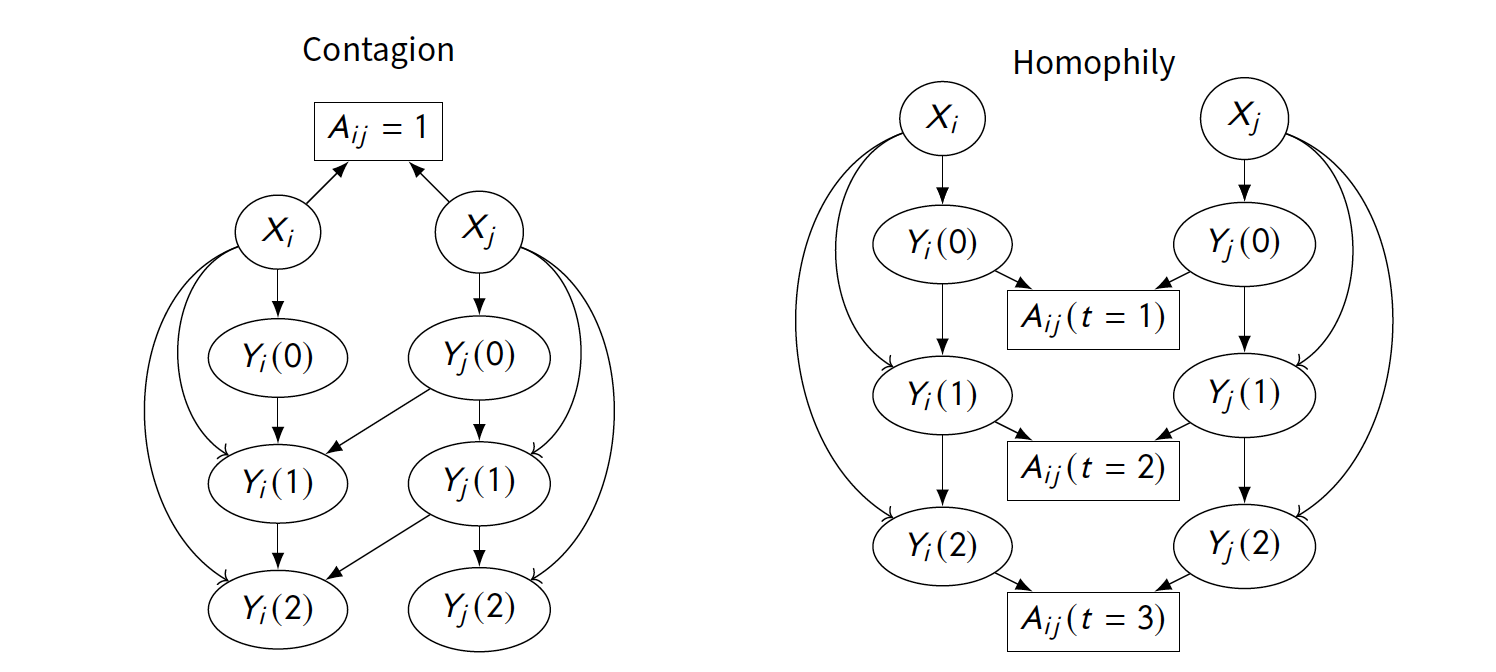 Contagion
A_{ij} = 1
X_i
X_j
Y_i(0)
Y_j(0)
Y_i(1)
Y_j(1)
Y_i(2)
Y_j(2)
Homophily
X_i
X_j
Y_i(0)
Y_j(0)
A_{ij}(t = 1)
Y_i(1)
Y_j(1)
A_{ij}(t = 2)
Y_i(2)
Y_j(2)
A_{ij}(t = 3)